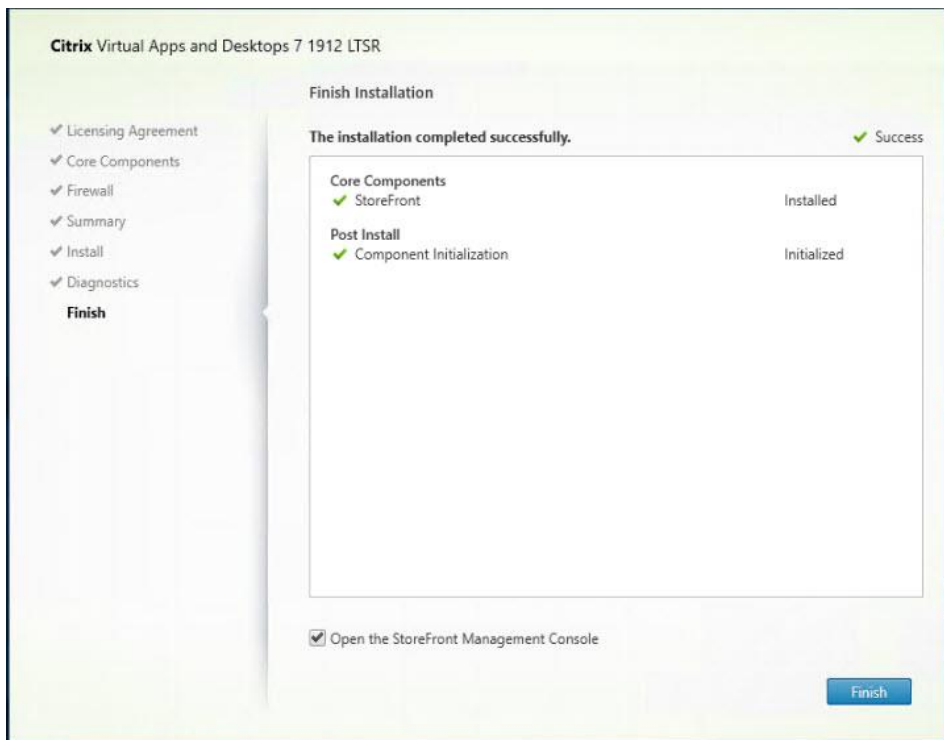 Citrix Virtual Apps and Desktops 7 1912 LTSR
Finish Installation
Licensing Agreement
Core Components
Firewall
Summary
Install
Diagnostics
Finish
The installation completed successfully.
Success
Core Components
StoreFront Installed
Post Install
Component Initialization Initialized
Open the StoreFront Management Console
Finish